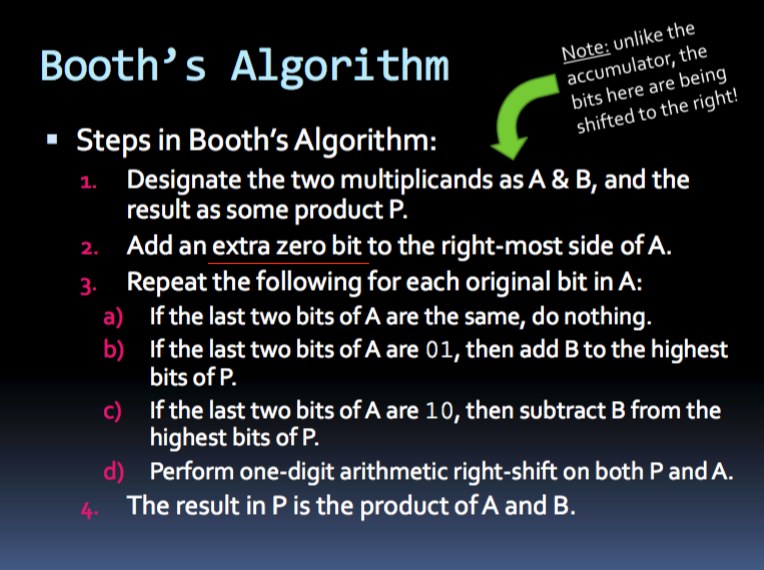 Booth's Algorithm
Note: unlike the
accumulator, the
bits here are being
shifted to the right!
▪ Steps in Booth's Algorithm:
1. Designate the two multiplicands as A & B, and the
result as some product P.
2. Add an extra zero bit to the right-most side of A.
3. Repeat the following for each original bit in A:
a) If the last two bits of A are the same, do nothing.
b) If the last two bits of A are 01, then add B to the highest
bits of P.
c) If the last two bits of A are 10, then subtract B from the
highest bits of P.
d) Perform one-digit arithmetic right-shift on both P and A.
4. The result in P is the product of A and B.